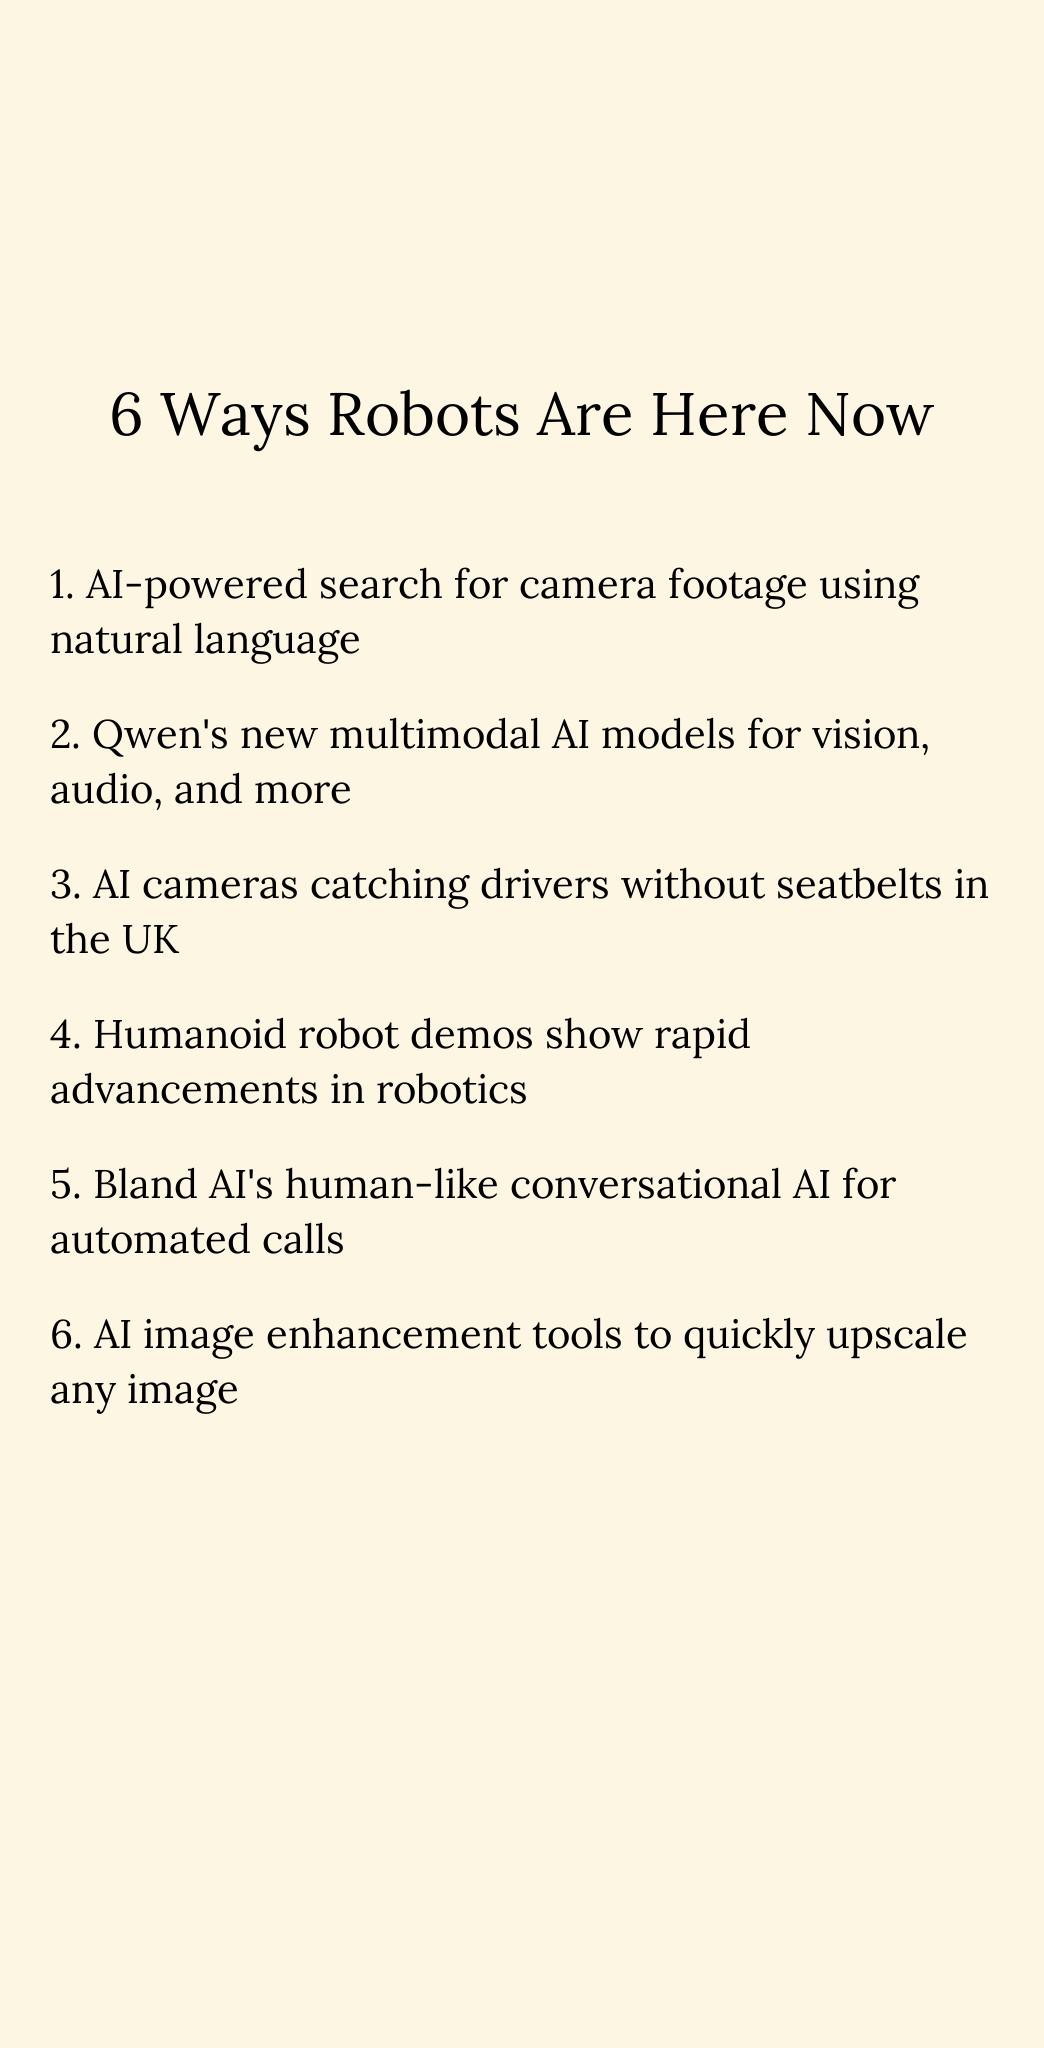 6 Ways Robots Are Here Now
1. AI-powered search for camera footage using
natural language
2. Qwen's new multimodal AI models for vision,
audio, and more
3. AI cameras catching drivers without seatbelts in
the UK
4. Humanoid robot demos show rapid
advancements in robotics
5. Bland AI's human-like conversational AI for
automated calls
6. AI image enhancement tools to quickly upscale
any image